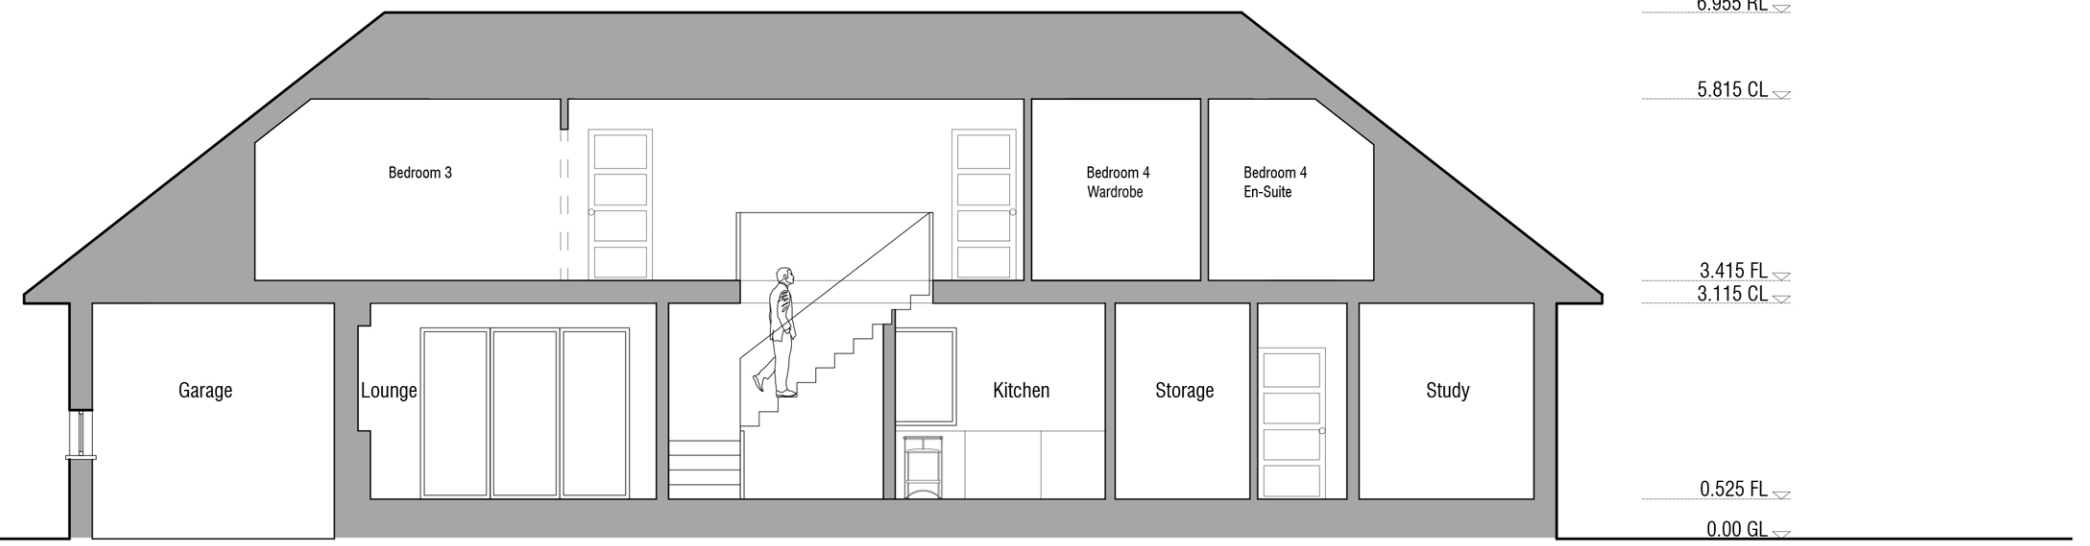 6.955 RL
5.815 CL
Bedroom 3
Bedroom 4
Wardrobe
Bedroom 4
En-Suite
3.415 FL
3.115 CL
Garage
Lounge
Kitchen
Storage
Study
0.525 FL
0.00 GL